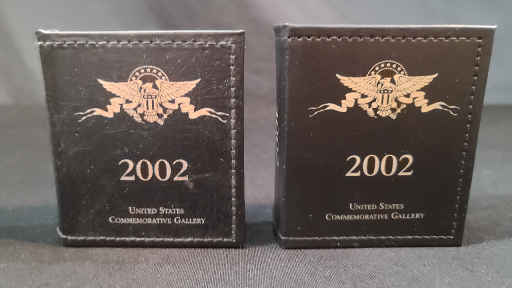 2002
United States
Commemorative Gallery
2002
United States
Commemorative Gallery